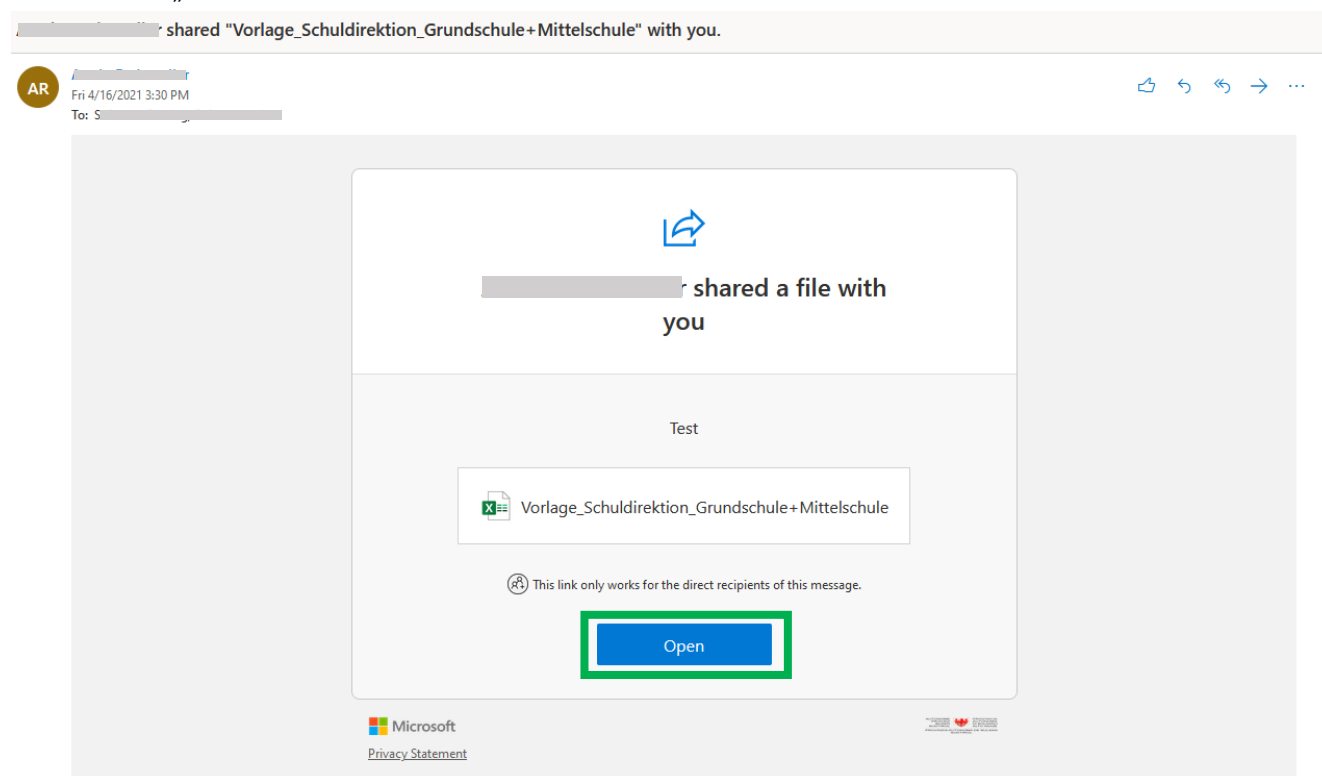 shared "Vorlage_Schuldirektion_Grundschule+Mittelschule" with you.
AR
Fri 4/16/2021 3:30 PM
To: S
shared a file with
you
Test
Vorlage_Schuldirektion_Grundschule+Mittelschule
This link only works for the direct recipients of this message.
Open
Microsoft
Privacy Statement